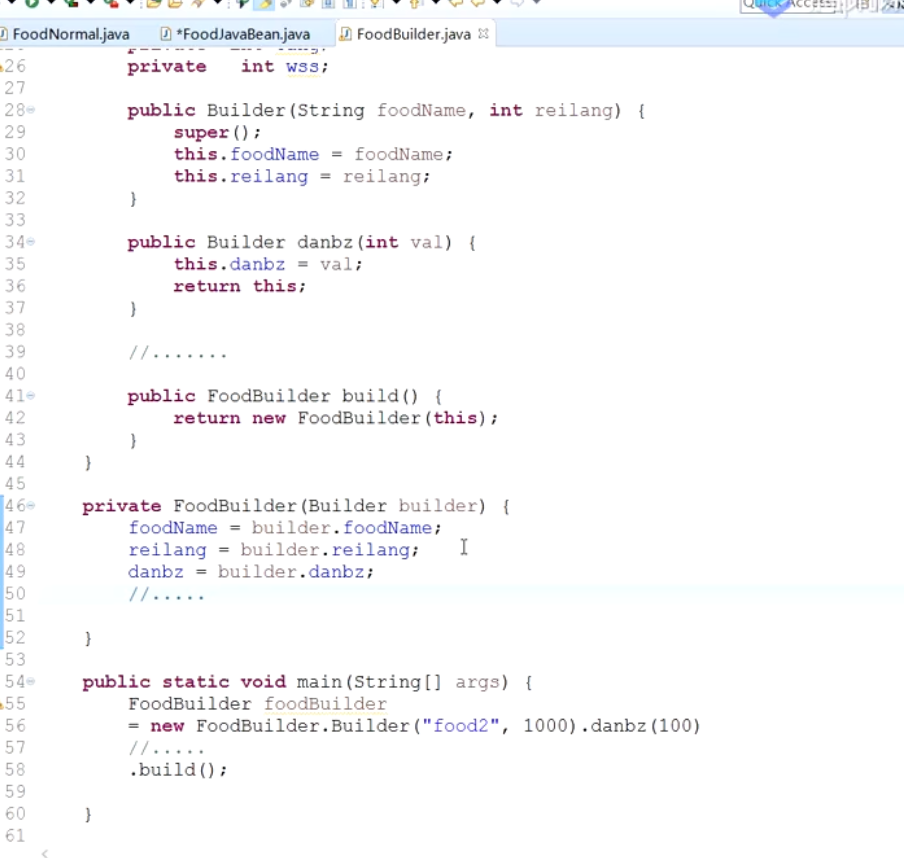 Quick Access
FoodNormal.java *FoodJavaBean.java FoodBuilder.java
26 private int wss;
27
28 public Builder(String foodName, int reilang) {
29 super();
30 this.foodName = foodName;
31 this.reilang = reilang;
32 }
33
34 public Builder danbz(int val) {
35 this.danbz = val;
36 return this;
37 }
38
39 //.......
40
41 public FoodBuilder build() {
42 return new FoodBuilder(this);
43 }
44 }
45
46 private FoodBuilder(Builder builder) {
47 foodName = builder.foodName;
48 reilang = builder.reilang;
49 danbz = builder.danbz;
50 //.....
51
52 }
53
54 public static void main(String[] args) {
55 FoodBuilder foodBuilder
56 = new FoodBuilder.Builder("food2", 1000).danbz(100)
57 //.....
58 .build();
59
60 }
61